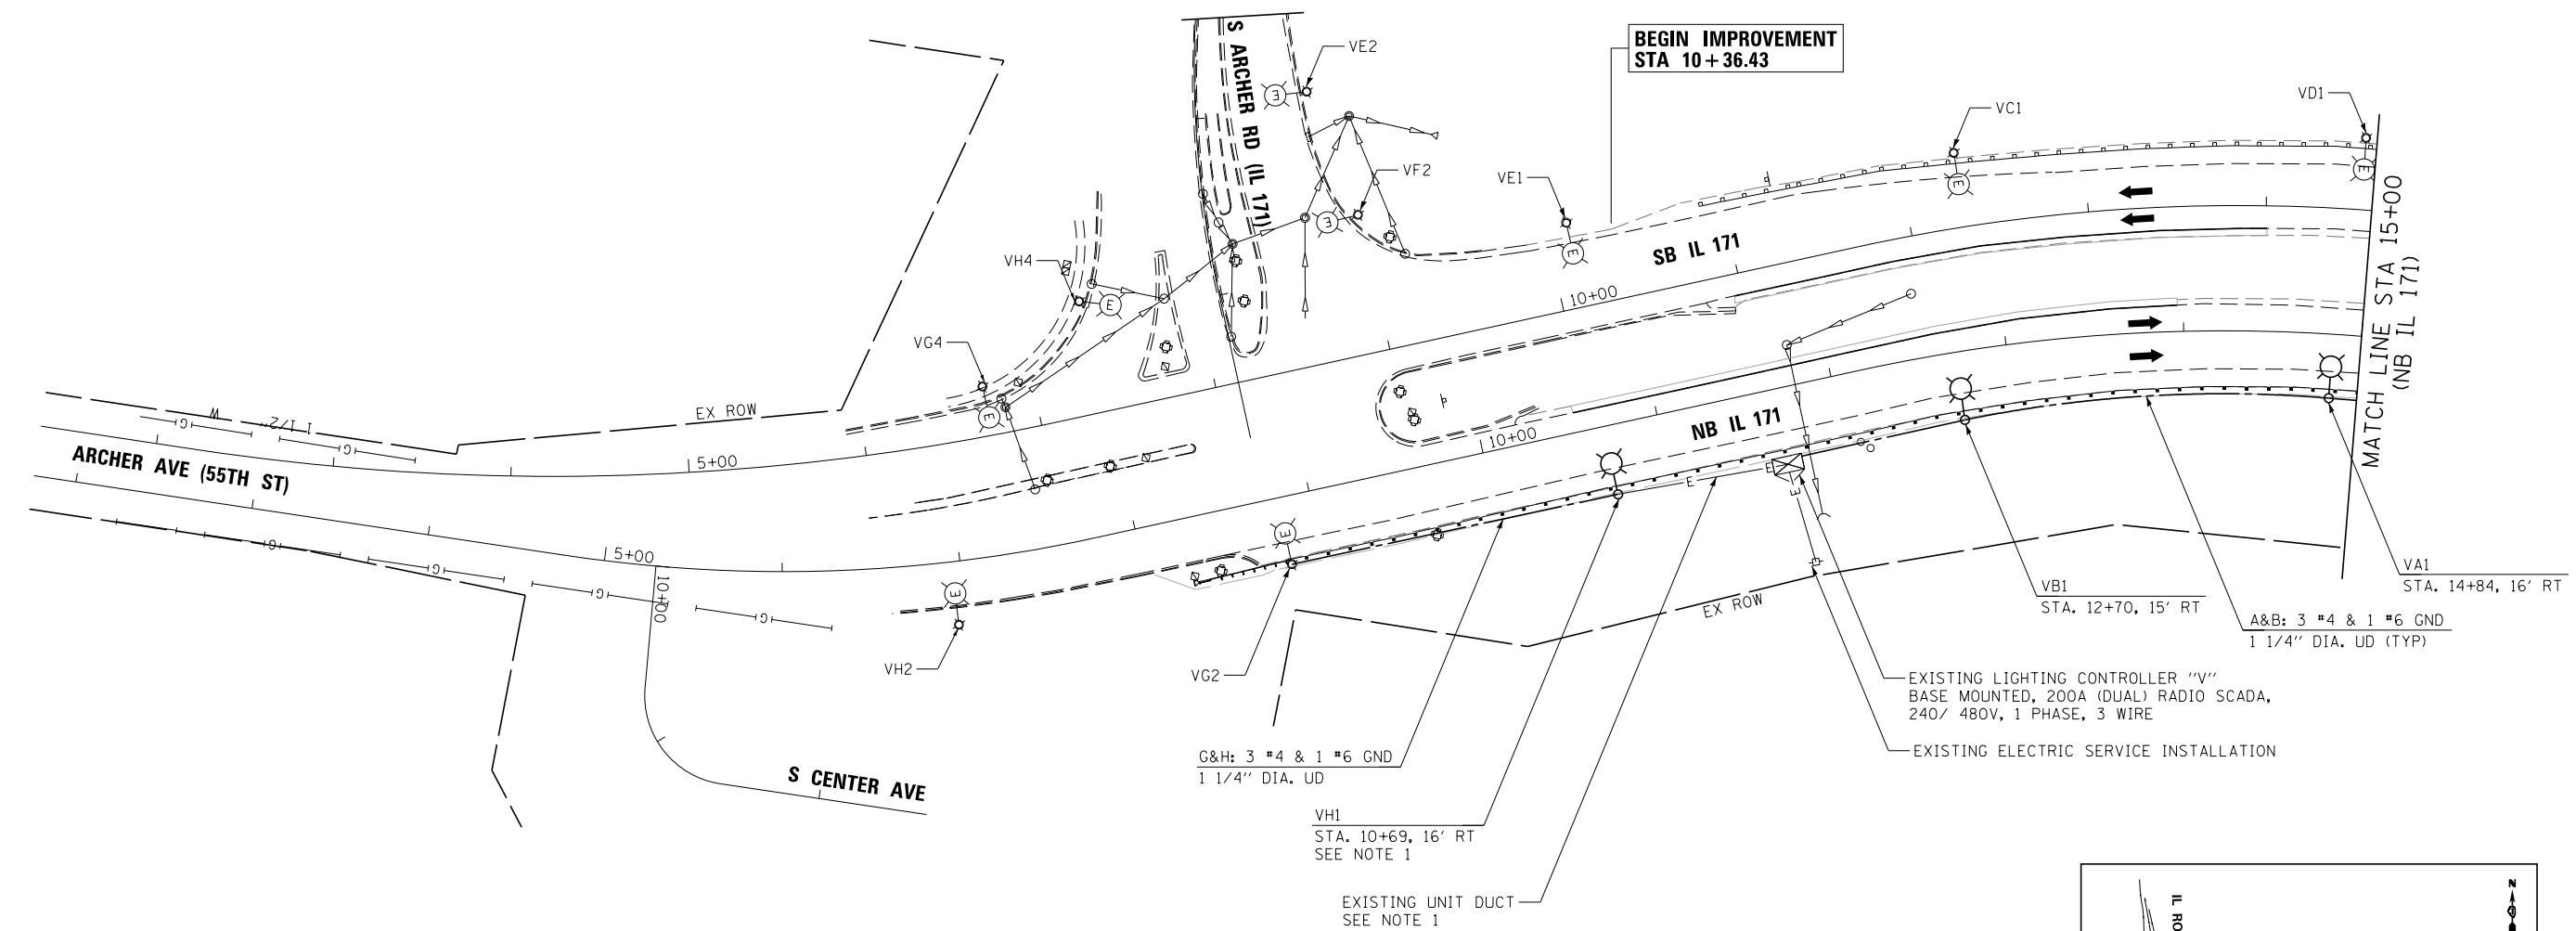 BEGIN IMPROVEMENT
STA 10+36.43
VE2
S ARCHER RD (IL 171)
E
VD1
VC1
VF2
VE1
E
E
E
E
SB IL 171
MATCH LINE STA 15+00
(NB IL 171)
VH4
E
10+00
VG4
E
EX ROW
W
1 1/2"
G
G
ARCHER AVE (55TH ST)
5+00
10+00
NB IL 171
E
E
E
5+00
G
G
G
G
10+00
E
E
VH2
VG2
EX ROW
VA1
STA. 14+84, 16' RT
VB1
STA. 12+70, 15' RT
A&B: 3 #4 & 1 #6 GND
1 1/4" DIA. UD (TYP)
EXISTING LIGHTING CONTROLLER "V"
BASE MOUNTED, 200A (DUAL) RADIO SCADA,
240/ 480V, 1 PHASE, 3 WIRE
EXISTING ELECTRIC SERVICE INSTALLATION
G&H: 3 #4 & 1 #6 GND
1 1/4" DIA. UD
S CENTER AVE
VH1
STA. 10+69, 16' RT
SEE NOTE 1
EXISTING UNIT DUCT
SEE NOTE 1
N
IL RO